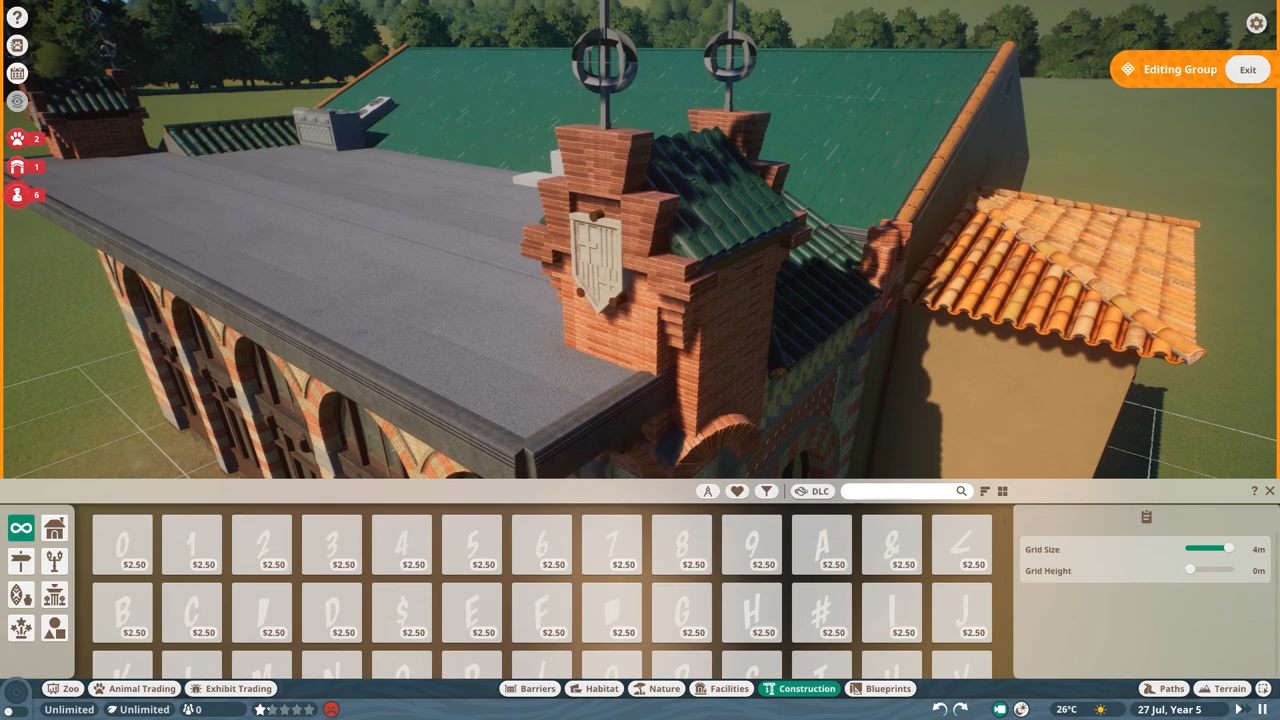 ?
Editing Group Exit
2
1
6
DLC
?
0 1 2 3 4 5 6 7 8 9 A & <
$2.50 $2.50 $2.50 $2.50 $2.50 $2.50 $2.50 $2.50 $2.50 $2.50 $2.50 $2.50 $2.50
Grid Size 4m
Grid Height 0m
B C D $ E F G H # I J
$2.50 $2.50 $2.50 $2.50 $2.50 $2.50 $2.50 $2.50 $2.50 $2.50 $2.50 $2.50 $2.50
Zoo Animal Trading Exhibit Trading Barriers Habitat Nature Facilities Construction Blueprints Paths Terrain
Unlimited Unlimited 0 26°C 27 Jul, Year 5